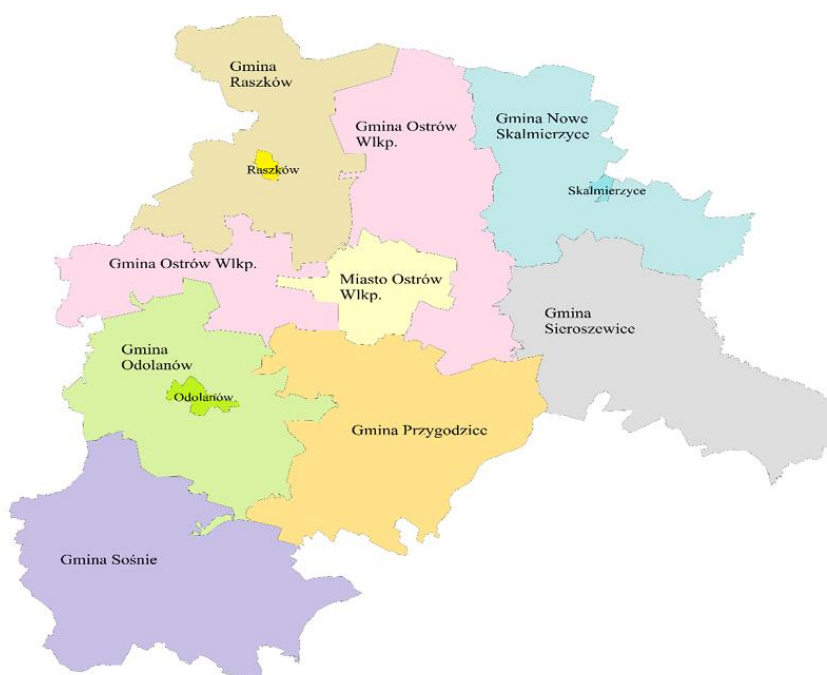 Gmina
Raszków
Gmina Ostrów
Wlkp.
Gmina Nowe
Skalmierzyce
Raszków
Skalmierzyce
Gmina Ostrów Wlkp.
Miasto Ostrów
Wlkp.
Gmina
Sieroszewice
Gmina
Odolanów
Odolanów
Gmina Przygodzice
Gmina Sośnie